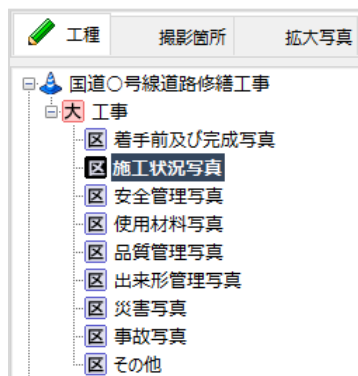 工種 撮影箇所 拡大写真
国道〇号線道路修繕工事
大 工事
区 着手前及び完成写真
区 施工状況写真
区 安全管理写真
区 使用材料写真
区 品質管理写真
区 出来形管理写真
区 災害写真
区 事故写真
区 その他